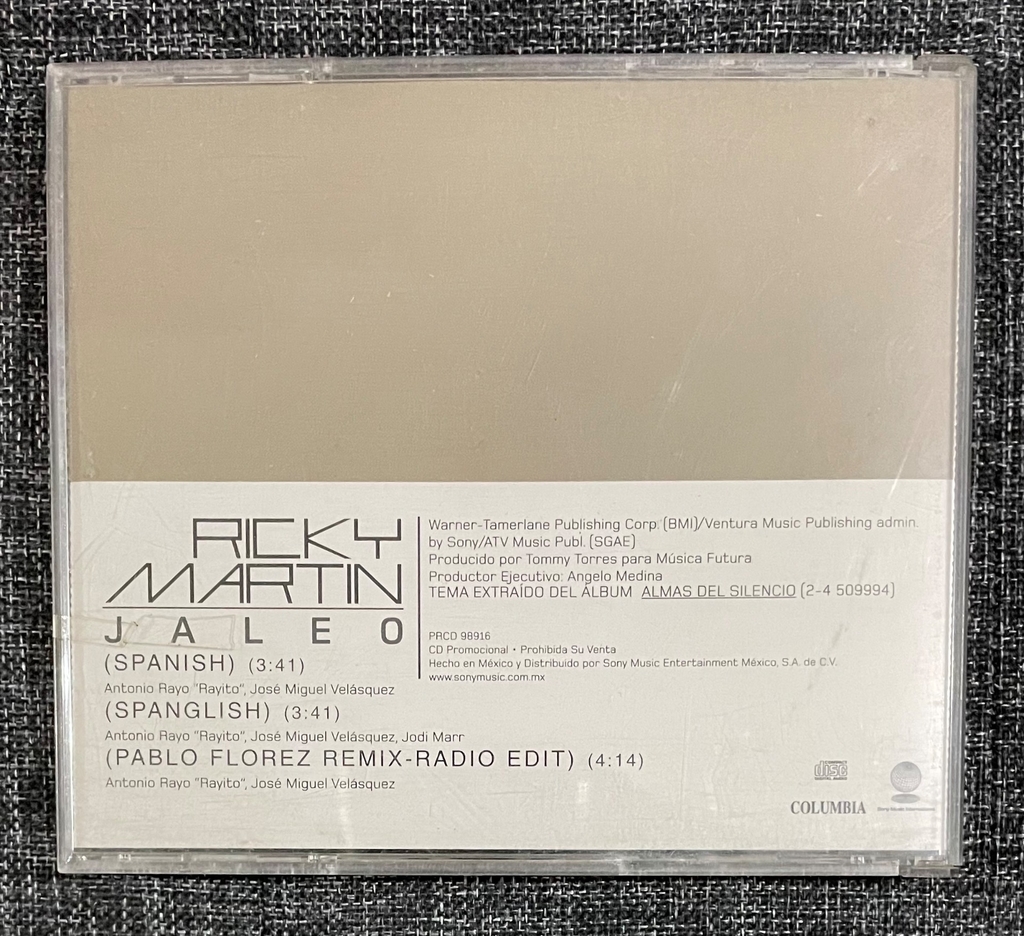 RICKY
MARTIN
JALEO
(SPANISH) (3:41)
Antonio Rayo "Rayito", José Miguel Velásquez
(SPANGLISH) (3:41)
Antonio Rayo "Rayito", José Miguel Velásquez, Jodi Marr
(PABLO FLOREZ REMIX-RADIO EDIT) (4:14)
Antonio Rayo "Rayito", José Miguel Velásquez
Warner-Tamerlane Publishing Corp. (BMI)/Ventura Music Publishing admin.
by Sony/ATV Music Publ. (SGAE)
Producido por Tommy Torres para Música Futura
Productor Ejecutivo: Angelo Medina
TEMA EXTRAÍDO DEL ÁLBUM ALMAS DEL SILENCIO (2-4 509994)
PRCD 98916
CD Promocional • Prohibida Su Venta
Hecho en México y Distribuido por Sony Music Entertainment México, S.A. de C.V.
www.sonymusic.com.mx
disc
COLUMBIA
Sony Music International